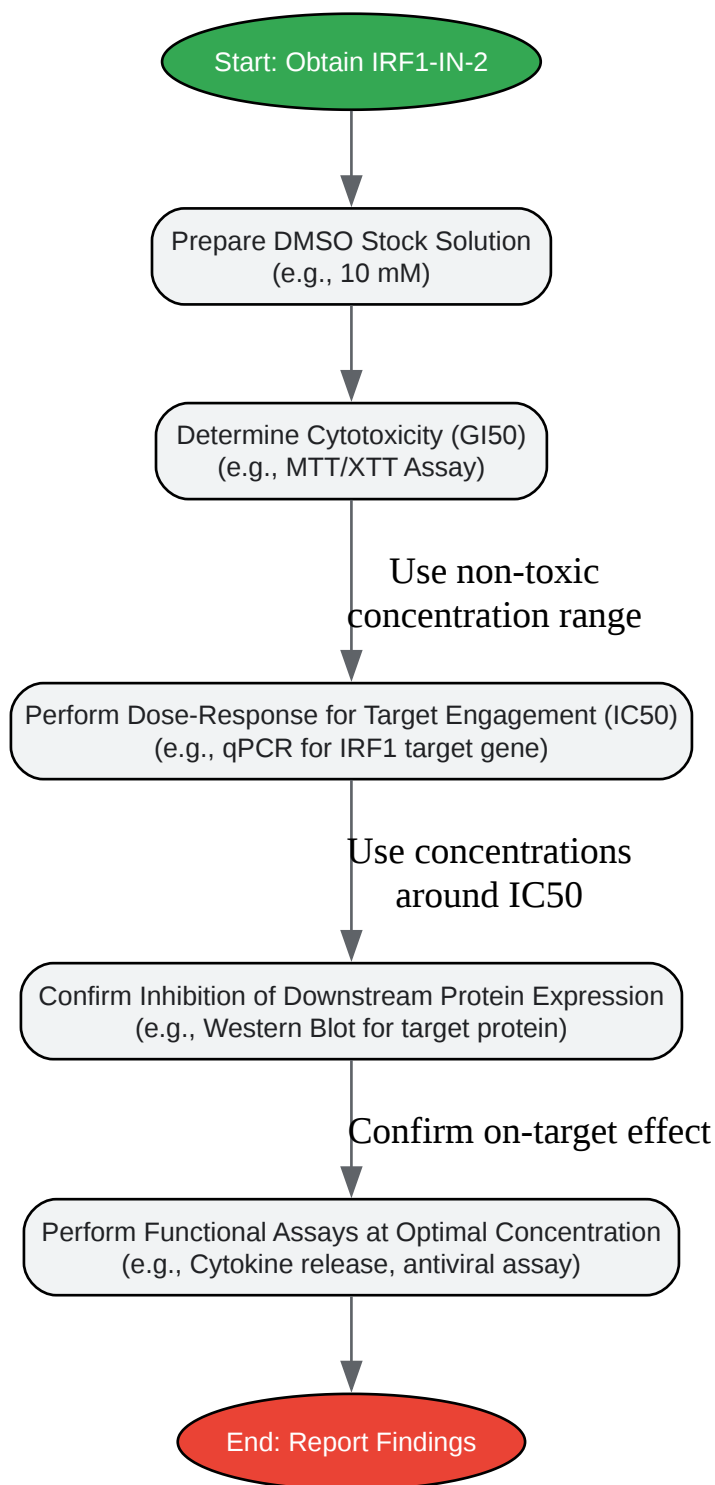 Start: Obtain IRF1-IN-2
Prepare DMSO Stock Solution
(e.g., 10 mM)
Determine Cytotoxicity (GI50)
(e.g., MTT/XTT Assay)
Use non-toxic
concentration range
Perform Dose-Response for Target Engagement (IC50)
(e.g., qPCR for IRF1 target gene)
Use concentrations
around IC50
Confirm Inhibition of Downstream Protein Expression
(e.g., Western Blot for target protein)
Confirm on-target effect
Perform Functional Assays at Optimal Concentration
(e.g., Cytokine release, antiviral assay)
End: Report Findings